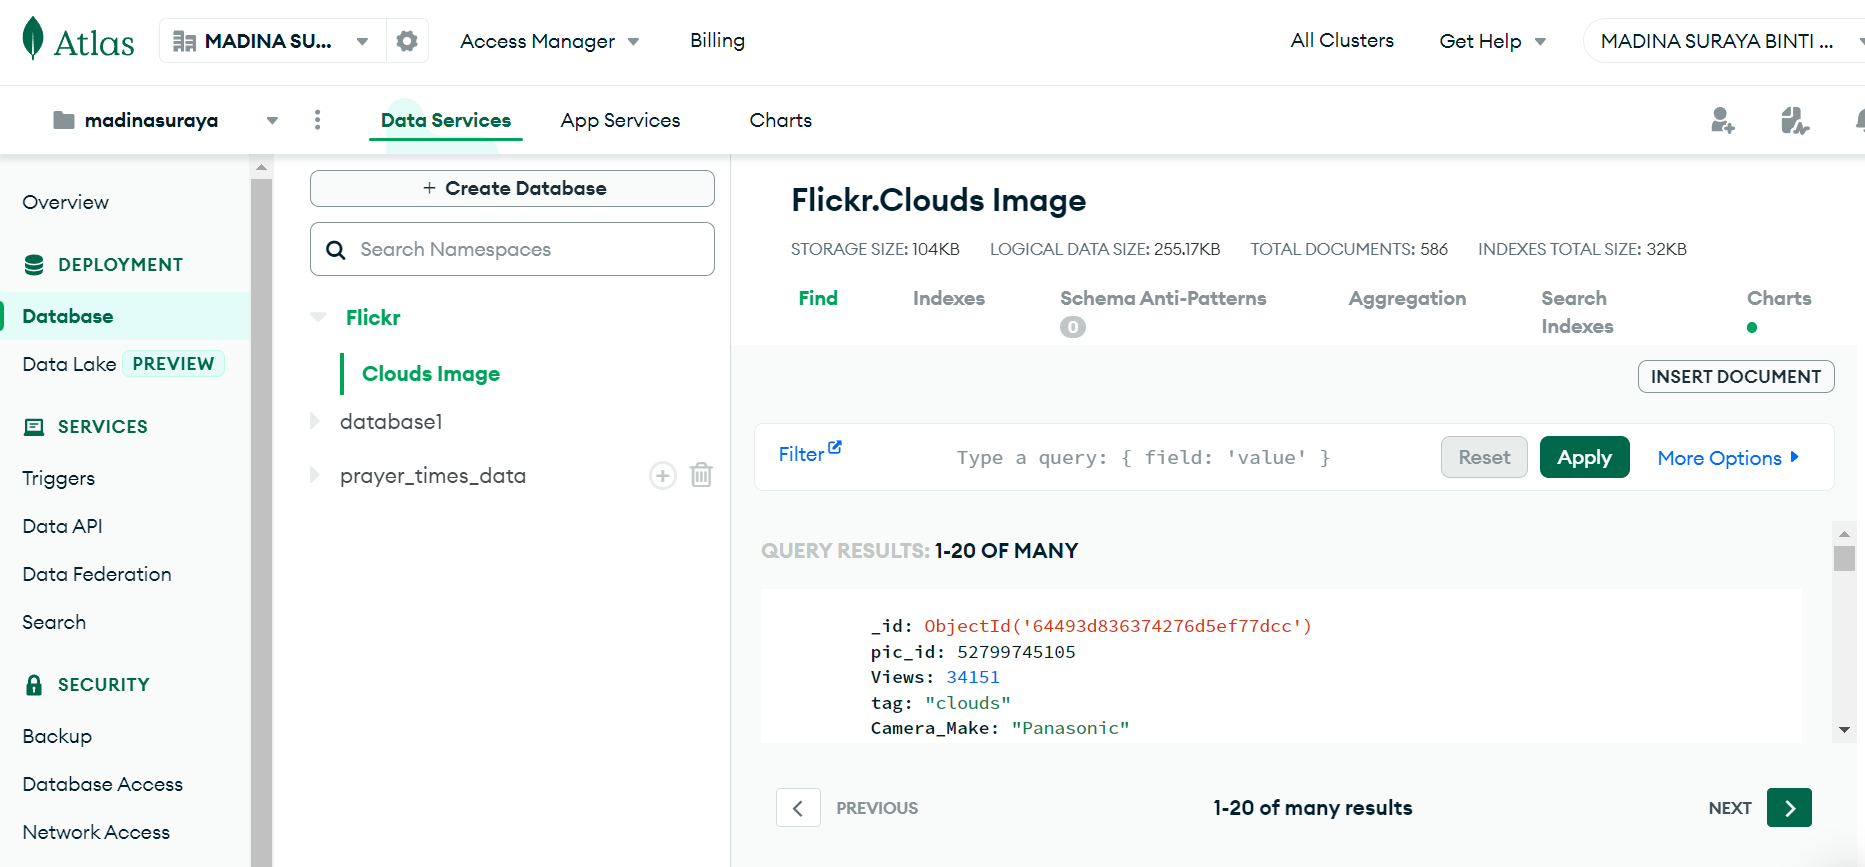 Atlas
MADINA SU...
Access Manager
Billing
All Clusters
Get Help
MADINA SURAYA BINTI ...
madinasuraya
Data Services
App Services
Charts
Overview
DEPLOYMENT
Database
Data Lake PREVIEW
SERVICES
Triggers
Data API
Data Federation
Search
SECURITY
Backup
Database Access
Network Access
+ Create Database
Search Namespaces
Flickr
Clouds Image
database1
prayer_times_data
Flickr.Clouds Image
STORAGE SIZE: 104KB LOGICAL DATA SIZE: 255.17KB TOTAL DOCUMENTS: 586 INDEXES TOTAL SIZE: 32KB
Find
Indexes
Schema Anti-Patterns
0
Aggregation
Search
Indexes
Charts
INSERT DOCUMENT
Filter
Type a query: { field: 'value' }
Reset
Apply
More Options
QUERY RESULTS: 1-20 OF MANY
_id: ObjectId('64493d836374276d5ef77dcc')
pic_id: 52799745105
Views: 34151
tag: "clouds"
Camera_Make: "Panasonic"
PREVIOUS
1-20 of many results
NEXT